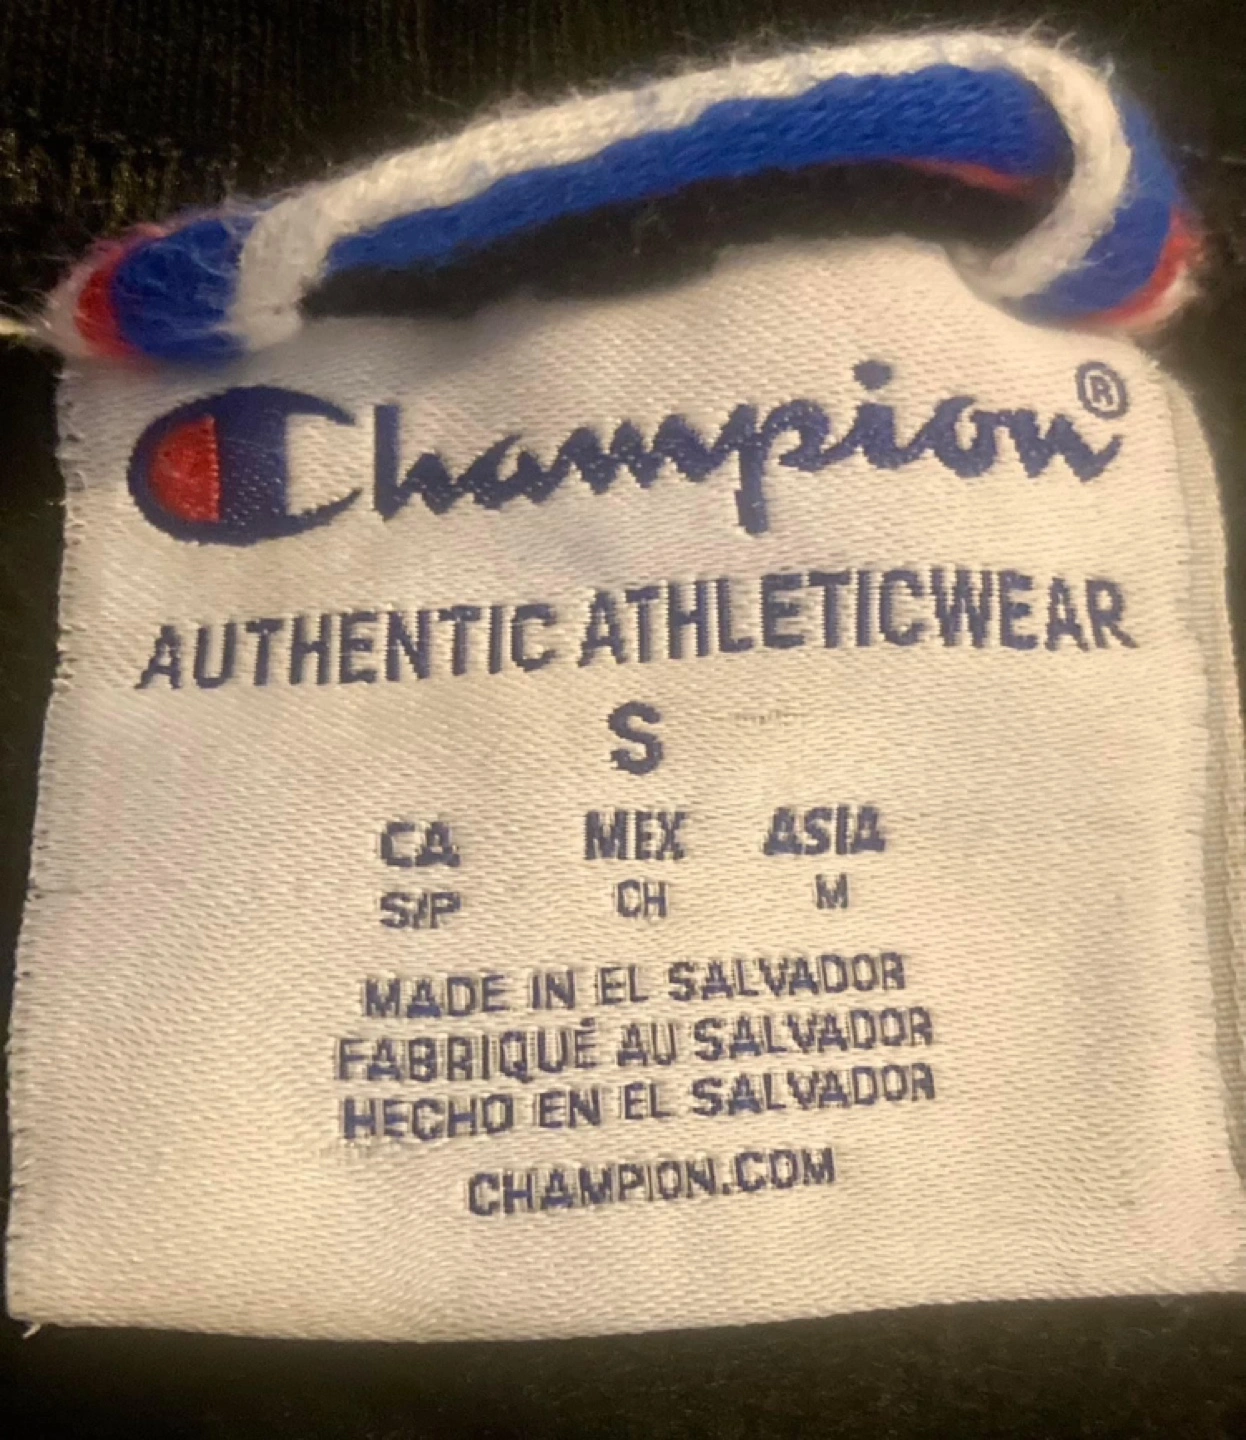 Champion®
AUTHENTIC ATHLETICWEAR
S
CA MEX ASIA
S/P CH M
MADE IN EL SALVADOR
FABRIQUÉ AU SALVADOR
HECHO EN EL SALVADOR
CHAMPION.COM